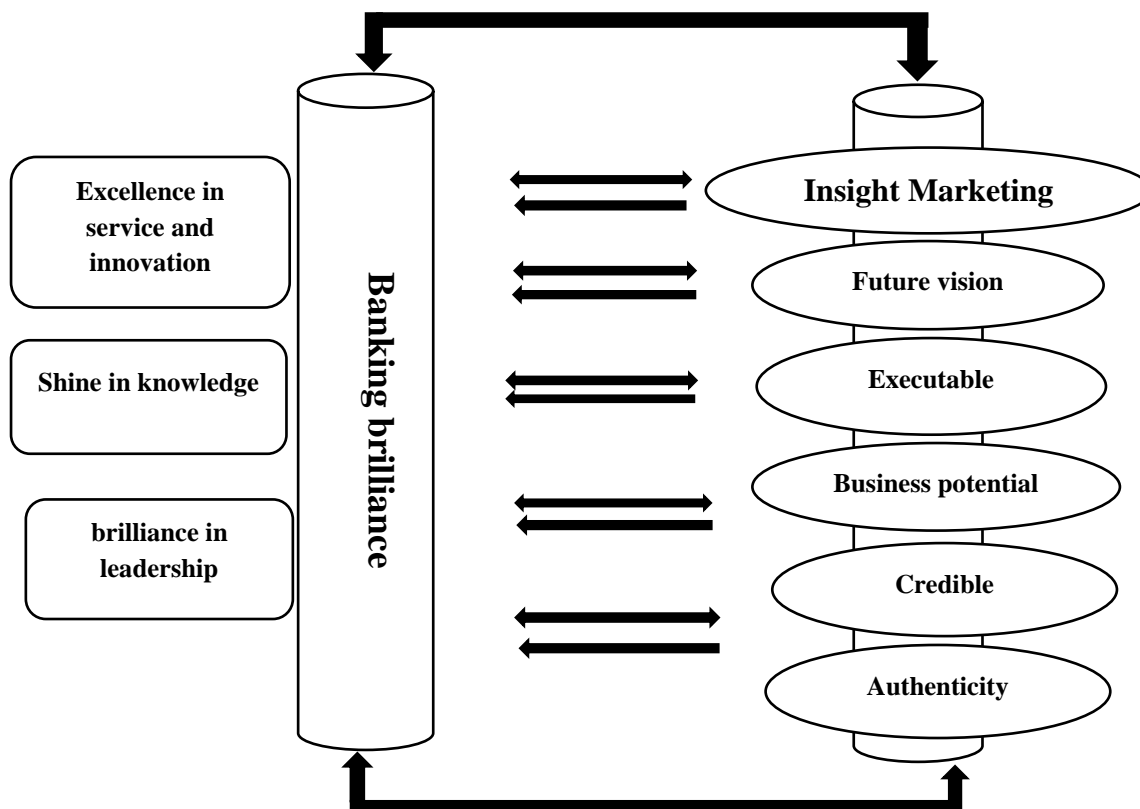 Excellence in
service and
innovation
Shine in knowledge
brilliance in
leadership
Banking brilliance
Insight Marketing
Future vision
Executable
Business potential
Credible
Authenticity